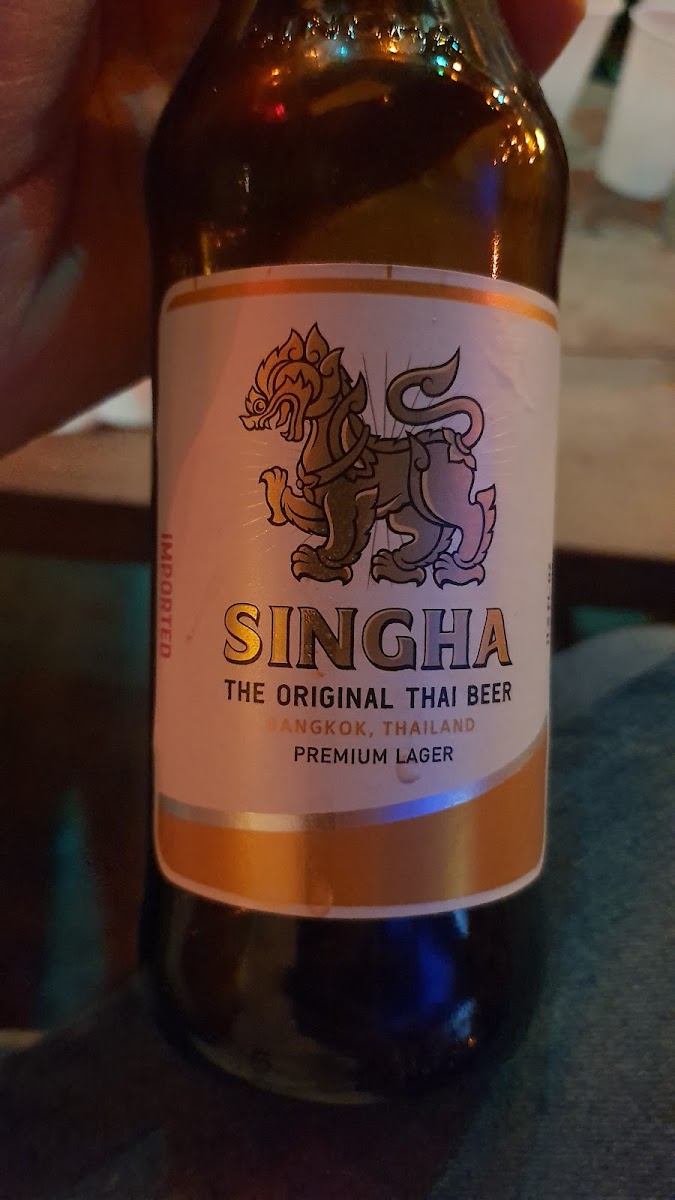 SINGHA
THE ORIGINAL THAI BEER
BANGKOK, THAILAND
PREMIUM LAGER
IMPORTED